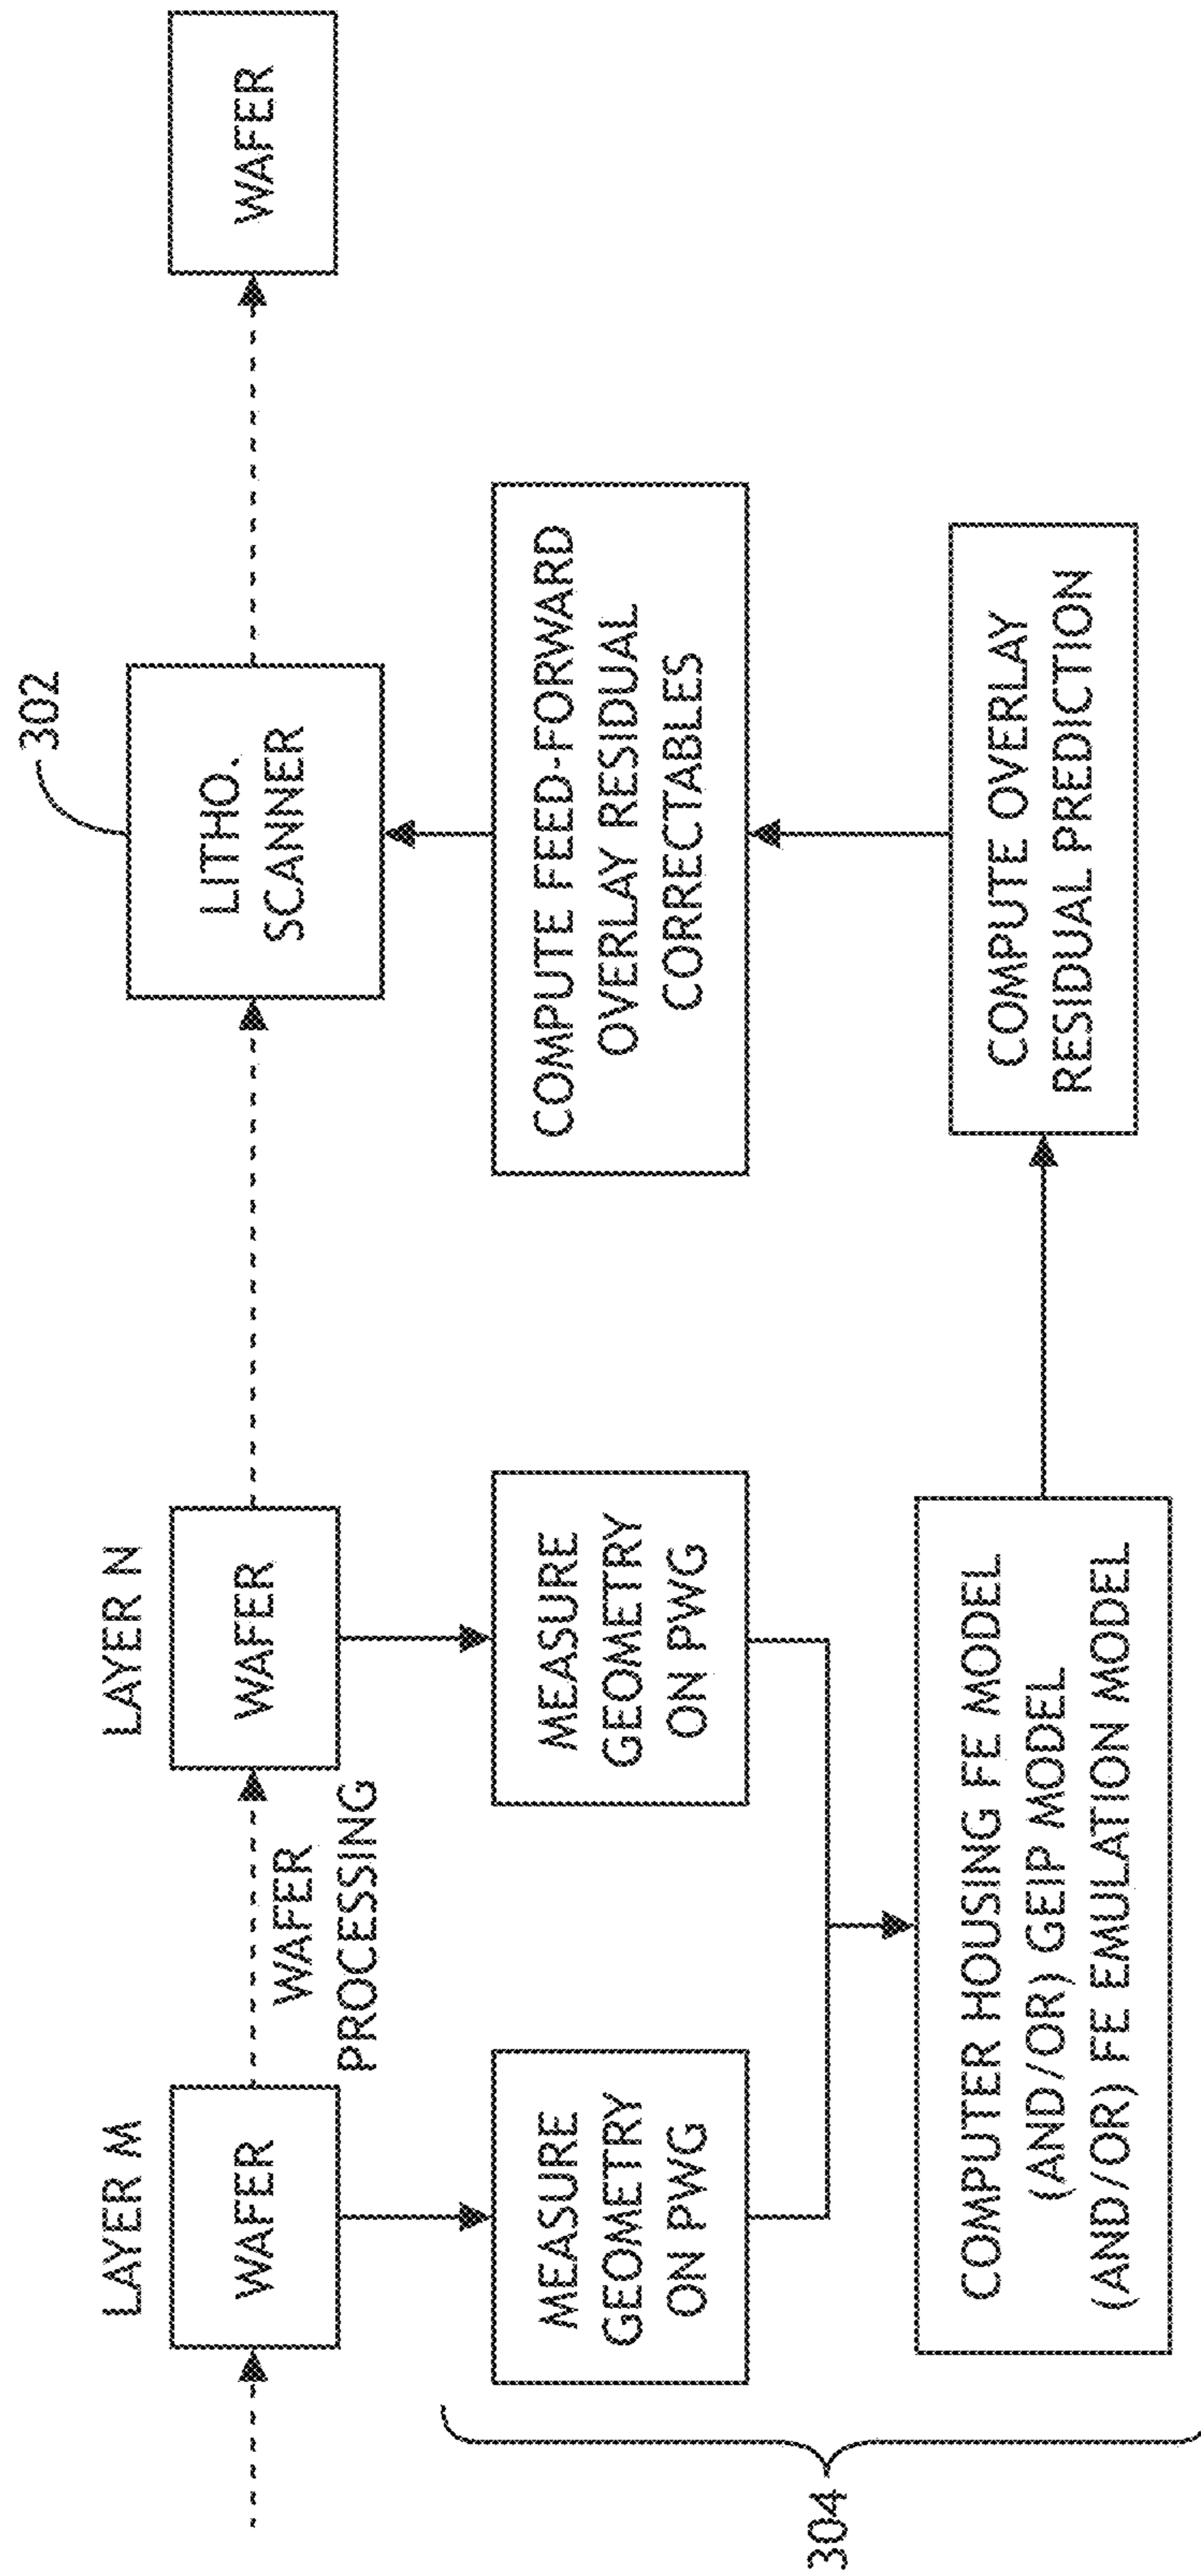 LAYER M
WAFER
WAFER
PROCESSING
LAYER N
WAFER
302
LITHO.
SCANNER
WAFER
MEASURE
GEOMETRY
ON PWG
MEASURE
GEOMETRY
ON PWG
COMPUTE FEED-FORWARD
OVERLAY RESIDUAL
CORRECTABLES
304
COMPUTER HOUSING FE MODEL
(AND/OR) GEIP MODEL
(AND/OR) FE EMULATION MODEL
COMPUTE OVERLAY
RESIDUAL PREDICTION